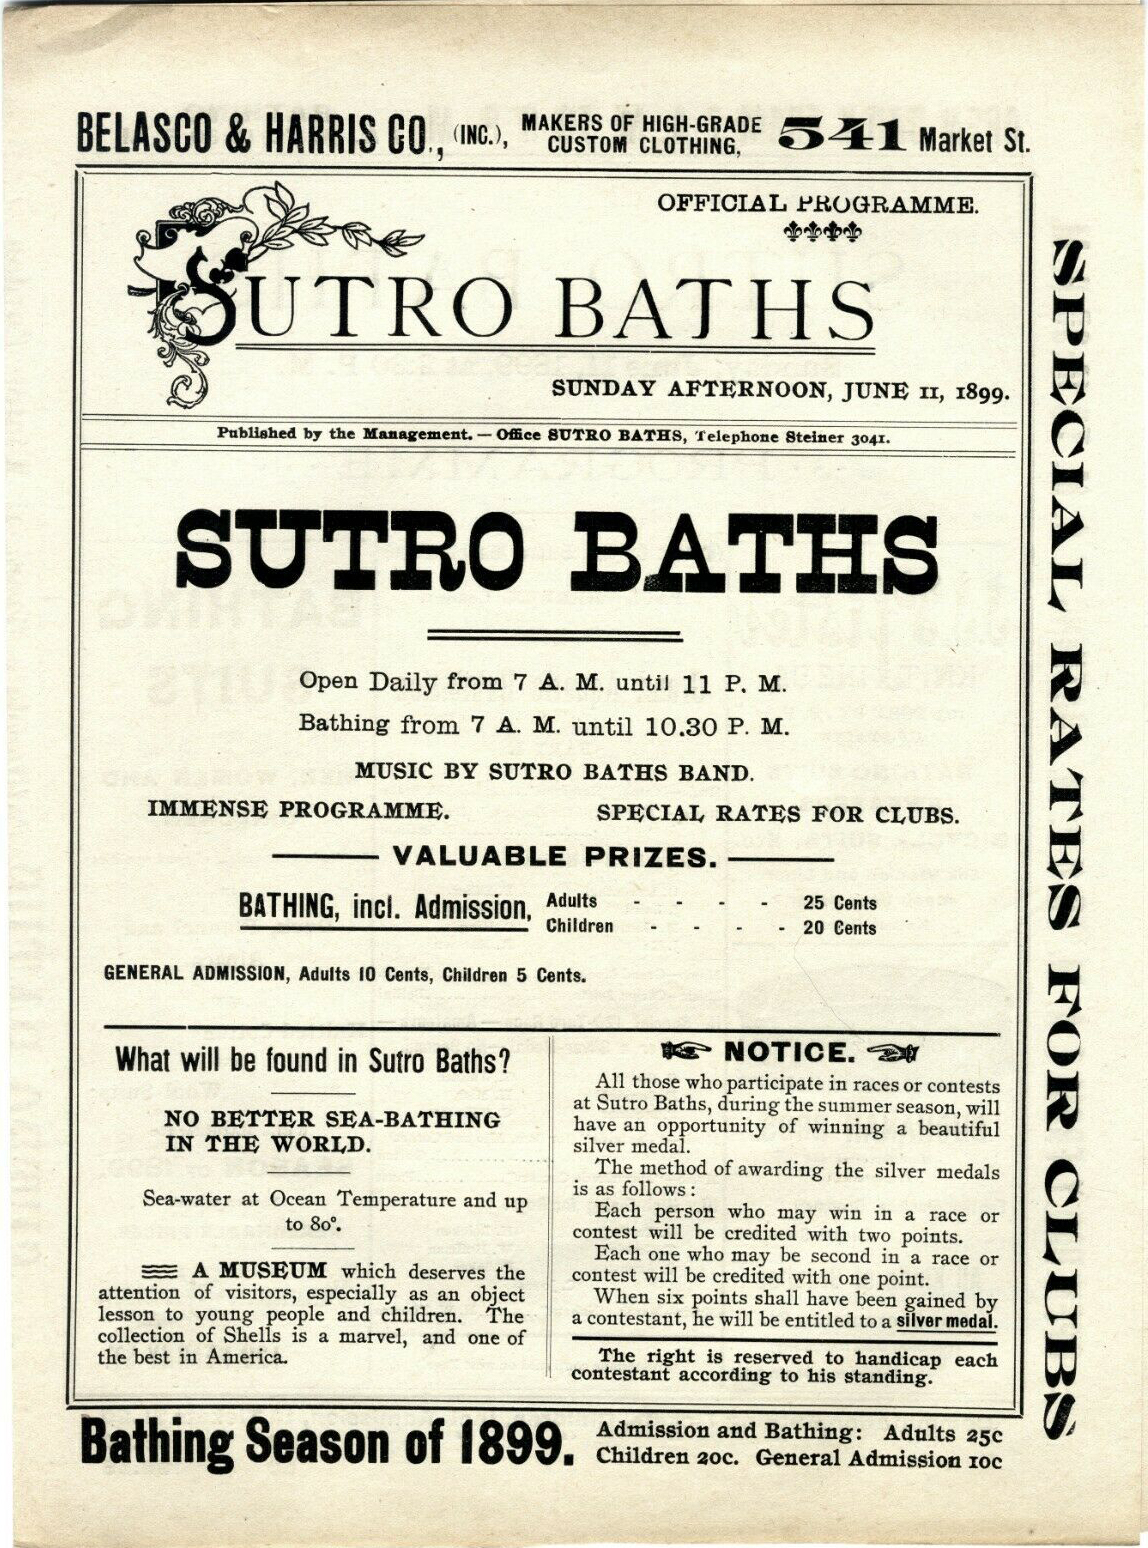 BELASCO & HARRIS CO., (INC.), MAKERS OF HIGH-GRADE CUSTOM CLOTHING, 541 Market St.
OFFICIAL PROGRAMME.
SUTRO BATHS
SUNDAY AFTERNOON, JUNE 11, 1899.
Published by the Management. — Office SUTRO BATHS, Telephone Steiner 3041.
SUTRO BATHS
Open Daily from 7 A. M. until 11 P. M.
Bathing from 7 A. M. until 10.30 P. M.
MUSIC BY SUTRO BATHS BAND.
IMMENSE PROGRAMME. SPECIAL RATES FOR CLUBS.
VALUABLE PRIZES.
BATHING, incl. Admission, Adults - - - - 25 Cents
Children - - - - 20 Cents
GENERAL ADMISSION, Adults 10 Cents, Children 5 Cents.
What will be found in Sutro Baths?
NO BETTER SEA-BATHING
IN THE WORLD.
Sea-water at Ocean Temperature and up
to 80°.
A MUSEUM which deserves the
attention of visitors, especially as an object
lesson to young people and children. The
collection of Shells is a marvel, and one of
the best in America.
NOTICE.
All those who participate in races or contests
at Sutro Baths, during the summer season, will
have an opportunity of winning a beautiful
silver medal.
The method of awarding the silver medals
is as follows:
Each person who may win in a race or
contest will be credited with two points.
Each one who may be second in a race or
contest will be credited with one point.
When six points shall have been gained by
a contestant, he will be entitled to a silver medal.
The right is reserved to handicap each
contestant according to his standing.
Bathing Season of 1899. Admission and Bathing: Adults 25c
Children 20c. General Admission 10c
SPECIAL RATES FOR CLUBS